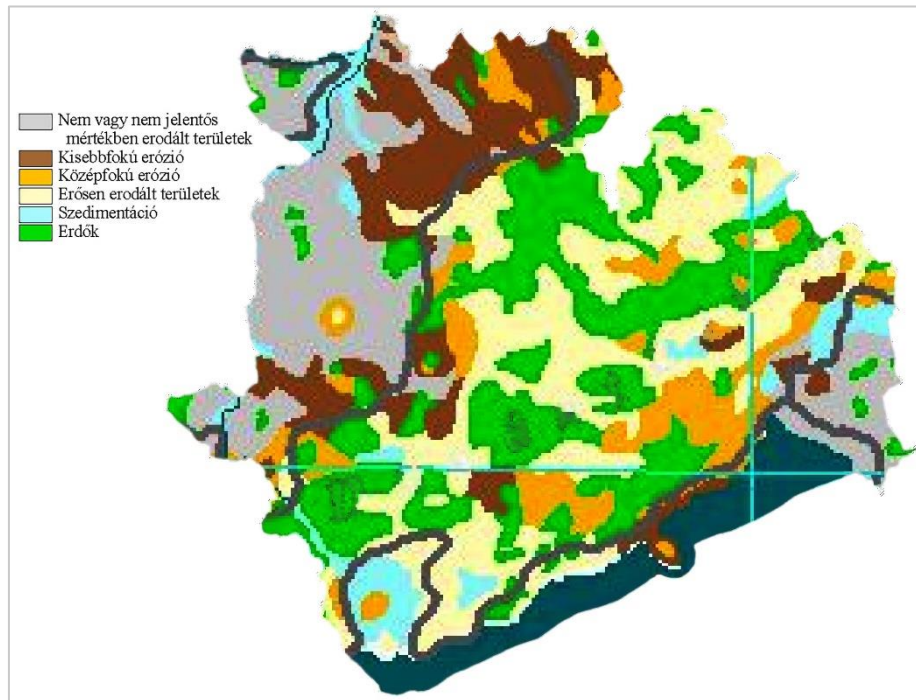 Nem vagy nem jelentős
mértékben erodált területek
Kisebbfokú erózió
Középfokú erózió
Erősen erodált területek
Szedimentáció
Erdők